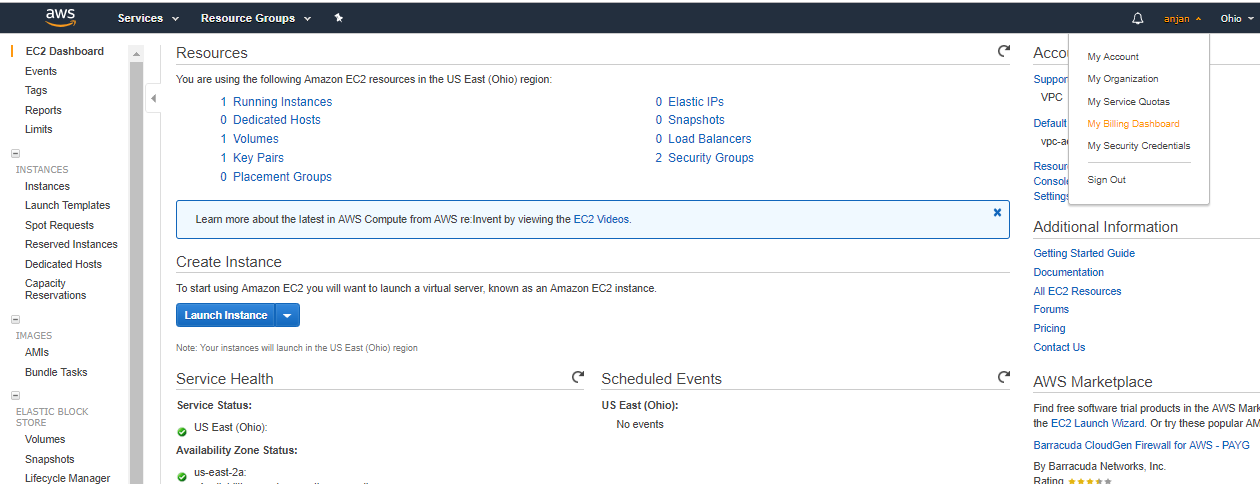 aws
Services
Resource Groups
anjan
Ohio
EC2 Dashboard
Events
Tags
Reports
Limits
INSTANCES
Instances
Launch Templates
Spot Requests
Reserved Instances
Dedicated Hosts
Capacity
Reservations
IMAGES
AMIs
Bundle Tasks
ELASTIC BLOCK
STORE
Volumes
Snapshots
Lifecycle Manager
Resources
You are using the following Amazon EC2 resources in the US East (Ohio) region:
1 Running Instances
0 Dedicated Hosts
1 Volumes
1 Key Pairs
0 Placement Groups
0 Elastic IPs
0 Snapshots
0 Load Balancers
2 Security Groups
Learn more about the latest in AWS Compute from AWS re:Invent by viewing the EC2 Videos.
Create Instance
To start using Amazon EC2 you will want to launch a virtual server, known as an Amazon EC2 instance.
Launch Instance
Note: Your instances will launch in the US East (Ohio) region
Service Health
Service Status:
US East (Ohio):
Availability Zone Status:
us-east-2a:
Scheduled Events
US East (Ohio):
No events
My Account
My Organization
My Service Quotas
My Billing Dashboard
My Security Credentials
Sign Out
Accou
Suppor
VPC
Default
vpc-a
Resour
Consol
Settings
Additional Information
Getting Started Guide
Documentation
All EC2 Resources
Forums
Pricing
Contact Us
AWS Marketplace
Find free software trial products in the AWS Mark
the EC2 Launch Wizard. Or try these popular AM
Barracuda CloudGen Firewall for AWS - PAYG
By Barracuda Networks, Inc.
Rating